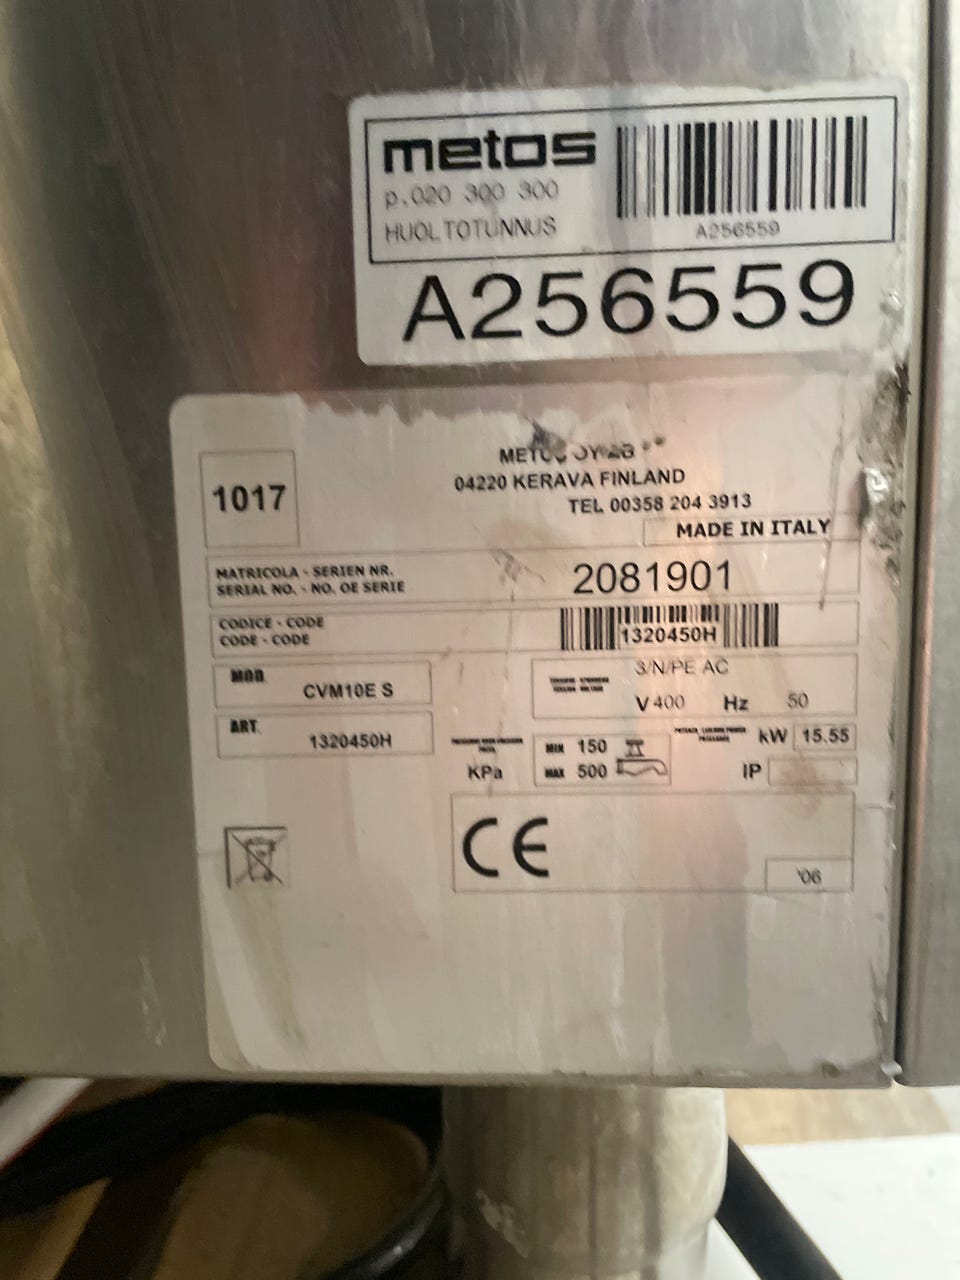 metos
p.020 300 300
HUOLTOTUNNUS
A256559
A256559
1017
04220 KERAVA FINLAND
TEL 00358 204 3913
MADE IN ITALY
MATRICOLA - SERIEN NR.
SERIAL NO. - NO. OE SERIE
2081901
CODICE - CODE
CODE - CODE
1320450H
MOD.
CVM10E S
3/N/PE AC
V 400 Hz 50
ART.
1320450H
KPa
MIN 150
MAX 500
kW 15.55
IP
CE
'06